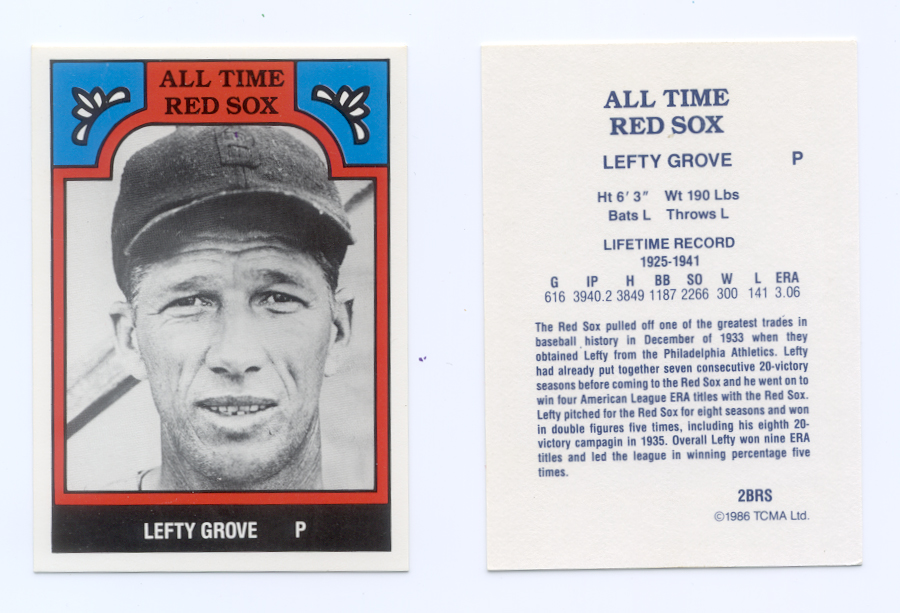 ALL TIME
RED SOX
B
LEFTY GROVE P
ALL TIME
RED SOX
LEFTY GROVE P
Ht 6' 3" Wt 190 Lbs
Bats L Throws L
LIFETIME RECORD
1925-1941
G IP H BB SO W L ERA
616 3940.2 3849 1187 2266 300 141 3.06
The Red Sox pulled off one of the greatest trades in
baseball history in December of 1933 when they
obtained Lefty from the Philadelphia Athletics. Lefty
had already put together seven consecutive 20-victory
seasons before coming to the Red Sox and he went on to
win four American League ERA titles with the Red Sox.
Lefty pitched for the Red Sox for eight seasons and won
in double figures five times, including his eighth 20-
victory campagin in 1935. Overall Lefty won nine ERA
titles and led the league in winning percentage five
times.
2BRS
©1986 TCMA Ltd.